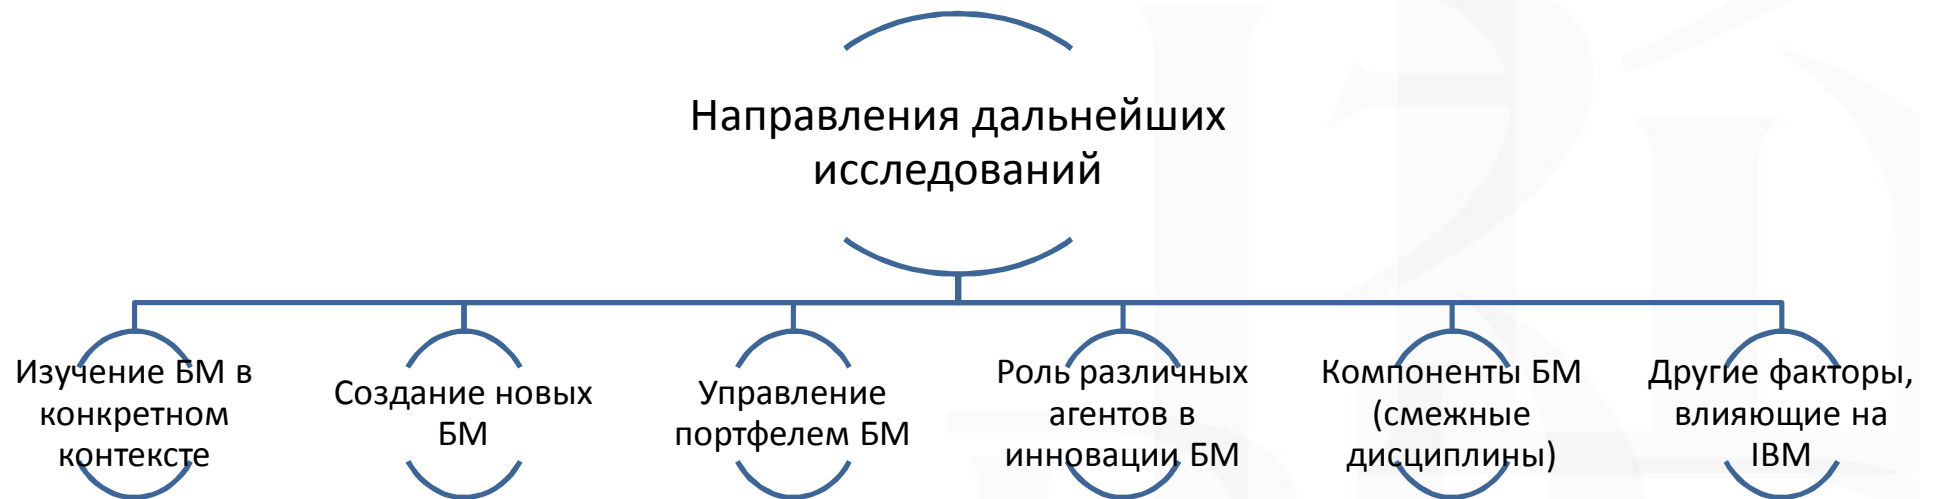 Направления дальнейших
исследований
Изучение БМ в
конкретном
контексте
Создание новых
БМ
Управление
портфелем БМ
Роль различных
агентов в
инновации БМ
Компоненты БМ
(смежные
дисциплины)
Другие факторы,
влияющие на
IBM